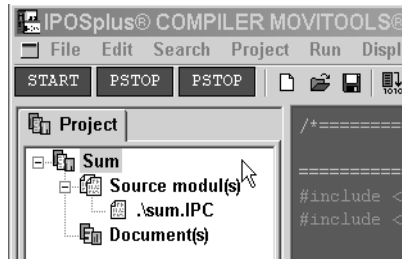 IPOSplus® COMPILER MOVITOOLS®
File Edit Search Project Run Displ
START PSTOP PSTOP
Project
/*=========
Sum
=========
Source modul(s)
#include <
.\sum.IPC
#include <
Document(s)